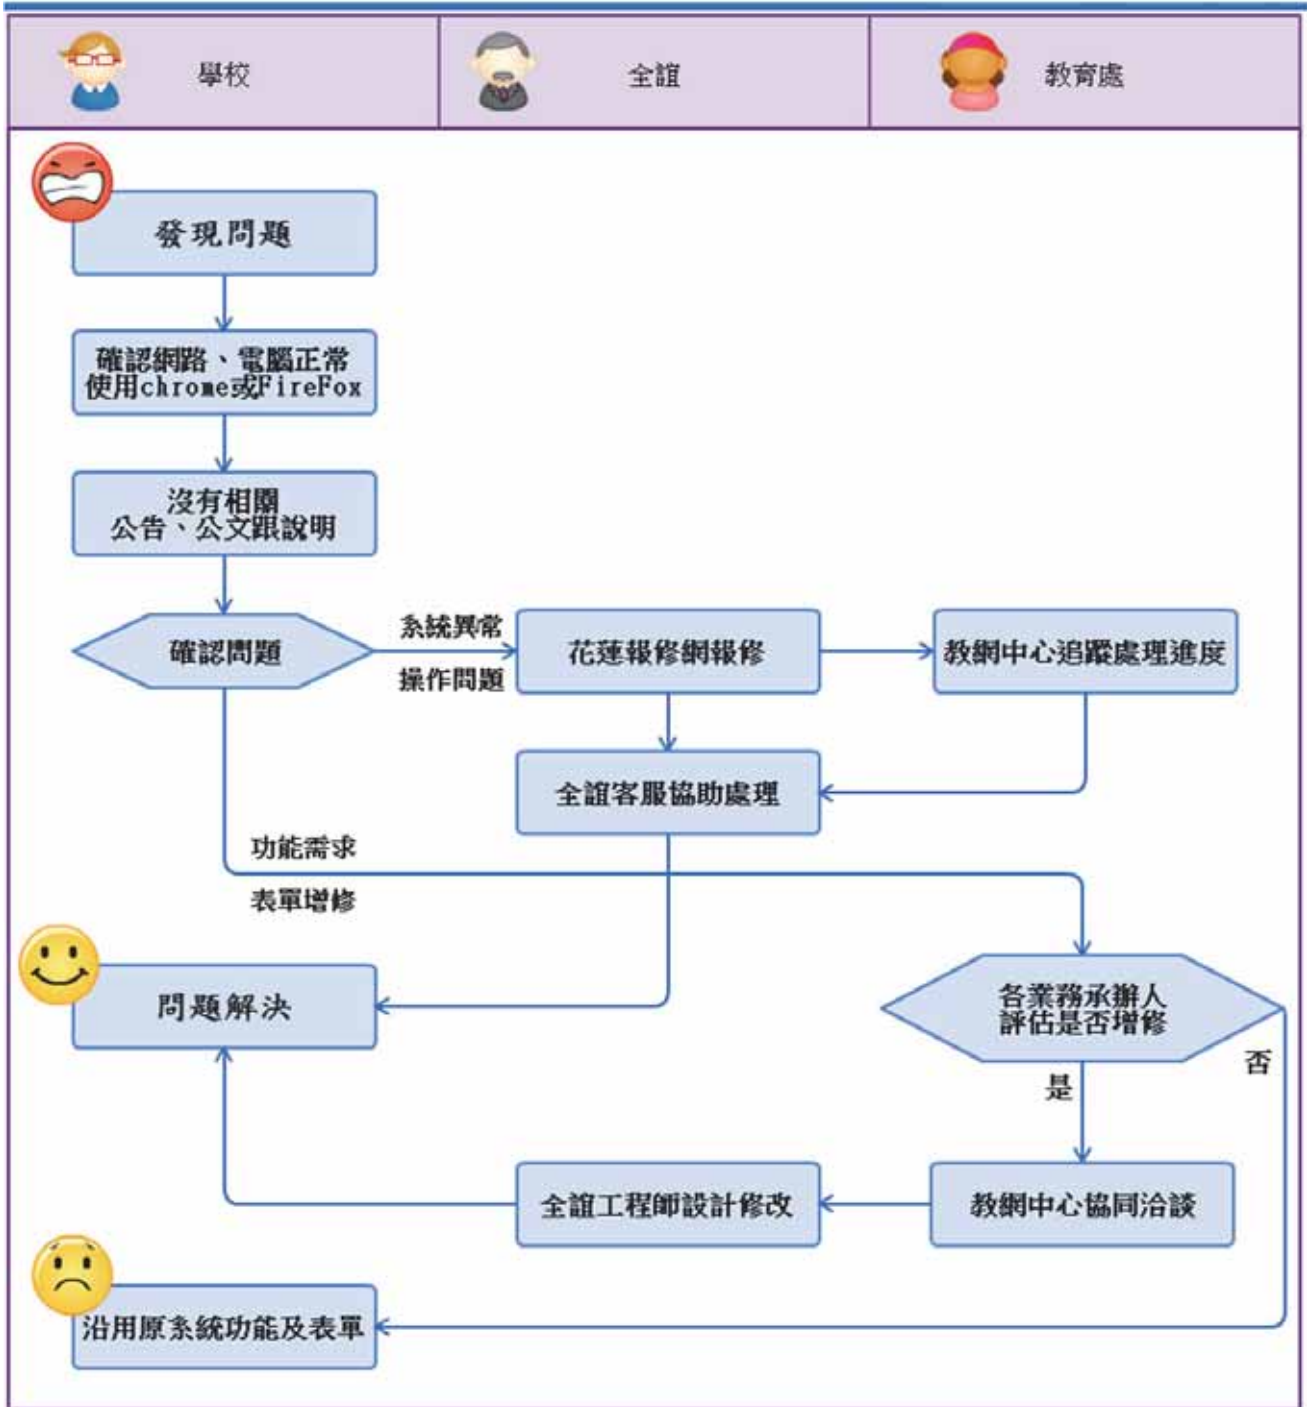 學校
全誼
教育處
發現問題
確認網路、電腦正常
使用chrome或FireFox
沒有相關
公告、公文跟說明
確認問題
系統異常
操作問題
花蓮報修網報修
教網中心追蹤處理進度
全誼客服協助處理
功能需求
表單增修
問題解決
各業務承辦人
評估是否增修
否
是
全誼工程師設計修改
教網中心協同洽談
沿用原系統功能及表單